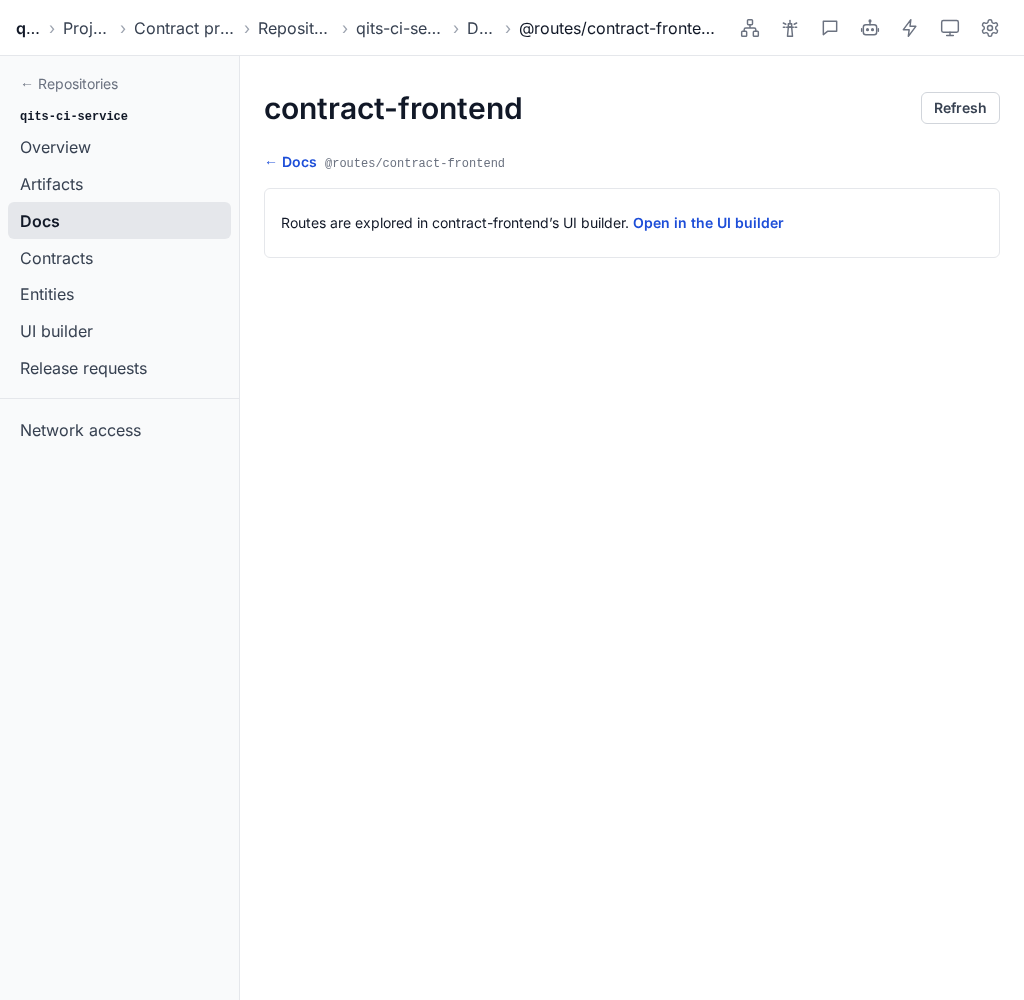 q... › Proj... › Contract pr... › Reposit... › qits-ci-se... › D... › @routes/contract-fronte...
← Repositories
qits-ci-service
Overview
Artifacts
Docs
Contracts
Entities
UI builder
Release requests
Network access
contract-frontend
Refresh
← Docs @routes/contract-frontend
Routes are explored in contract-frontend’s UI builder. Open in the UI builder